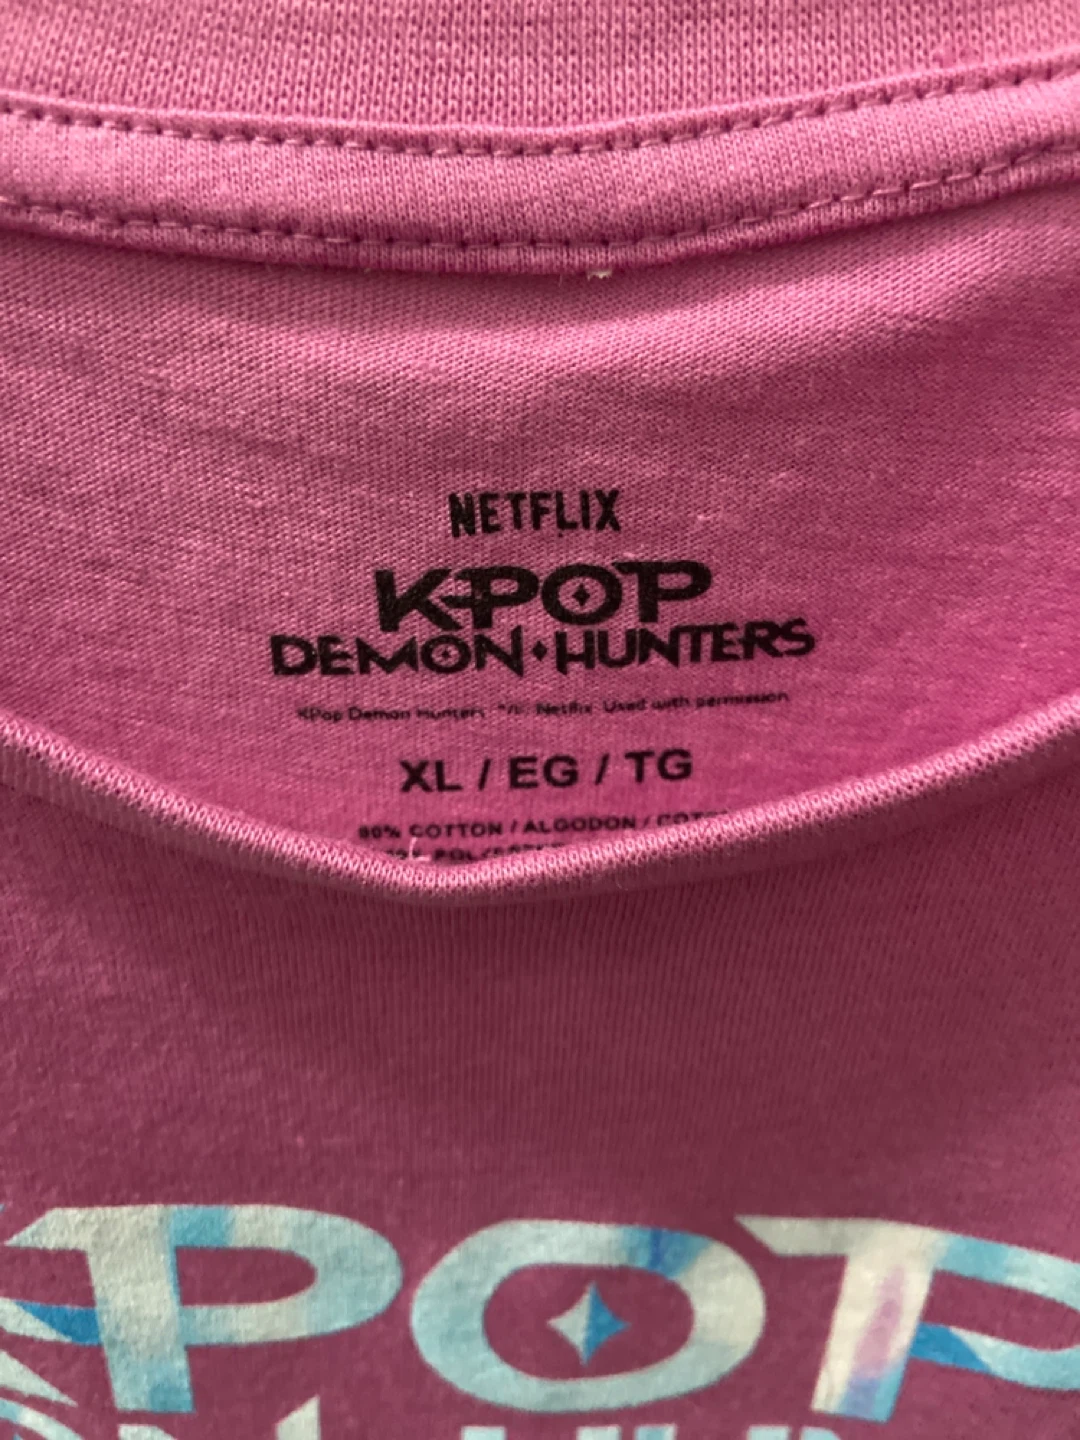 NETFLIX
KPOP
DEMON HUNTERS
KPop Demon Hunters Netflix. Used with permission
XL / EG / TG
COTTON / ALGODON /
KPOP